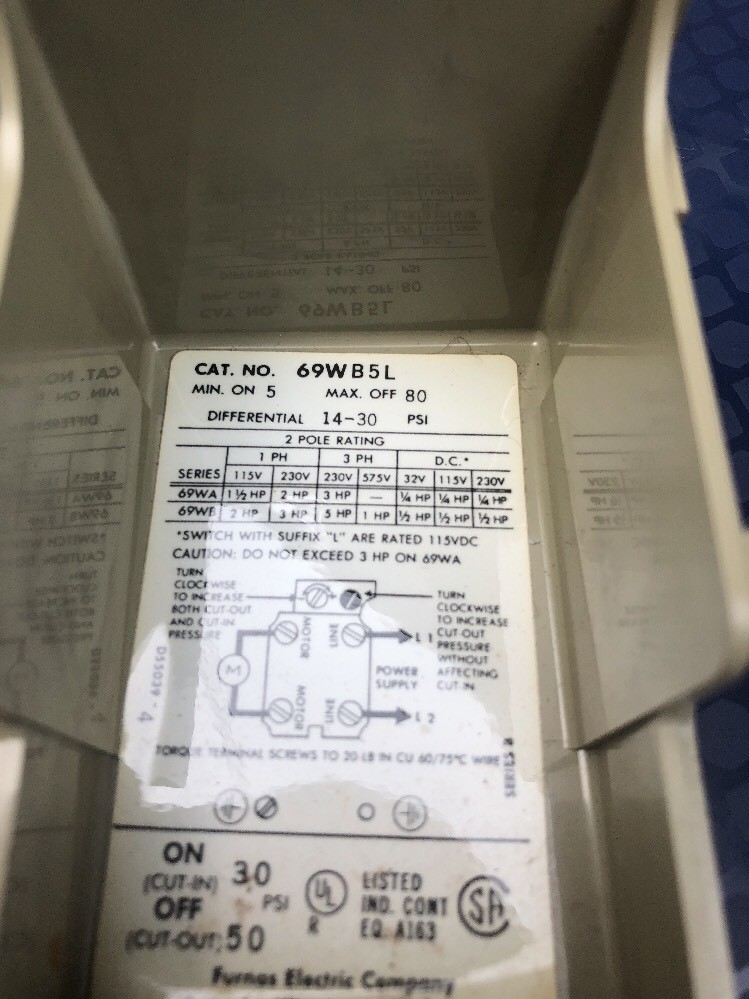 CAT. NO. 69WB5L
MIN. ON 5 MAX. OFF 80
DIFFERENTIAL 14-30 PSI
2 POLE RATING
1 PH 3 PH D.C.*
SERIES 115V 230V 230V 575V 32V 115V 230V
69WA 1½ HP 2 HP 3 HP — ¼ HP ¼ HP ¼ HP
69WB 2 HP 3 HP 5 HP 1 HP ½ HP ½ HP ½ HP
*SWITCH WITH SUFFIX "L" ARE RATED 115VDC
CAUTION: DO NOT EXCEED 3 HP ON 69WA
TURN
CLOCKWISE
TO INCREASE
BOTH CUT-OUT
AND CUT-IN
PRESSURE
TURN
CLOCKWISE
TO INCREASE
CUT-OUT
PRESSURE
WITHOUT
AFFECTING
CUT-IN
MOTOR LINE L 1
M
POWER
SUPPLY
MOTOR LINE L 2
D55039-4
TORQUE TERMINAL SCREWS TO 20-LB IN CU 60/75°C WIRE
SERIES B
ON
(CUT-IN) 30
PSI
OFF
(CUT-OUT) 50
UL
R
LISTED
IND. CONT
EQ. A163
SA
Furnas Electric Company